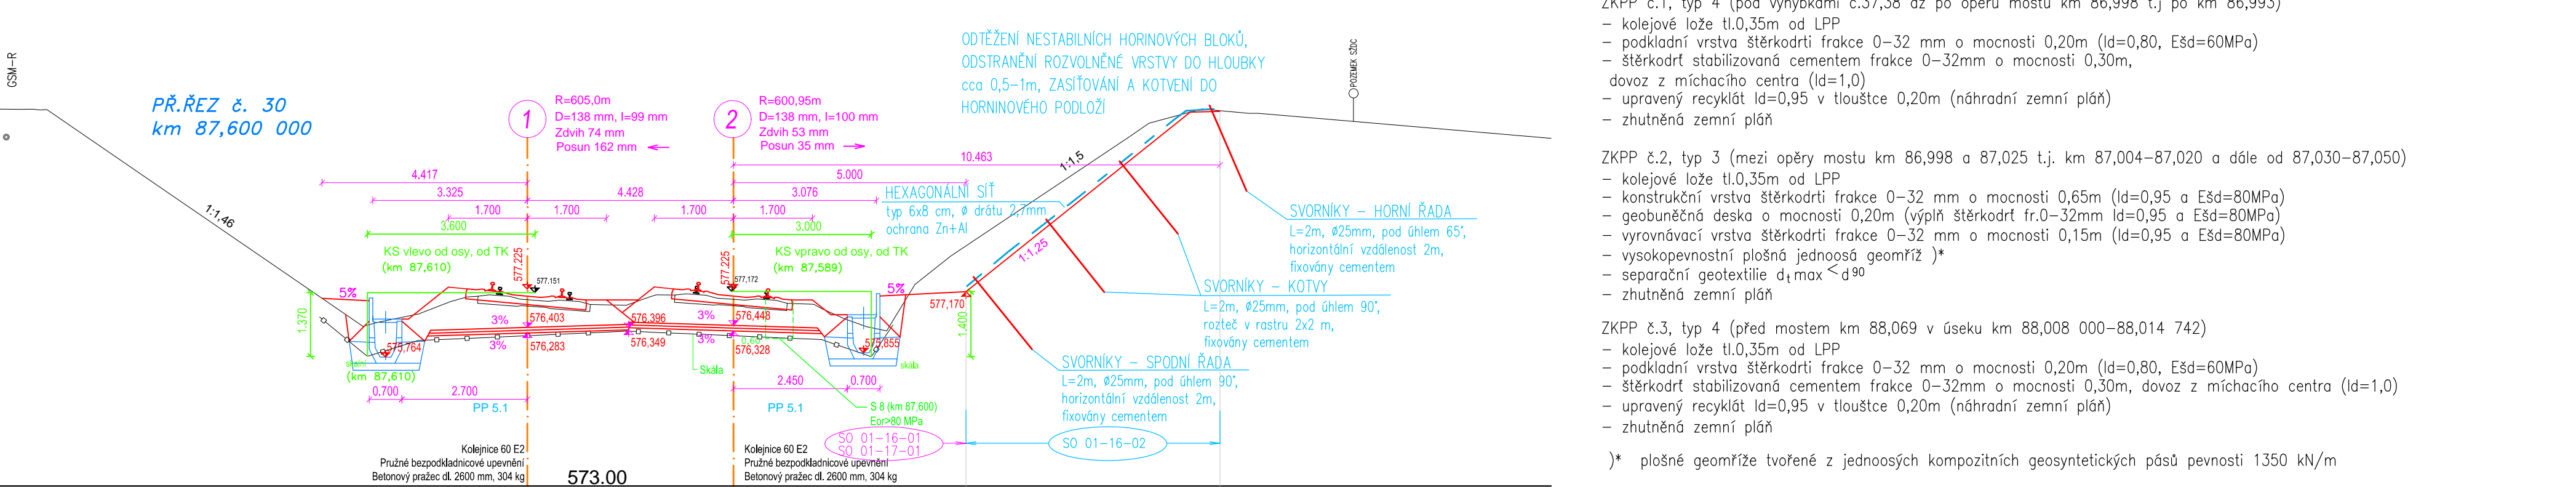 GSM-R
PŘ.ŘEZ č. 30
km 87,600 000
1
R=605,0m
D=138 mm, I=99 mm
Zdvih 74 mm
Posun 162 mm
2
R=600,95m
D=138 mm, I=100 mm
Zdvih 53 mm
Posun 35 mm
ODTĚŽENÍ NESTABILNÍCH HORINOVÝCH BLOKŮ,
ODSTRANĚNÍ ROZVOLNĚNÉ VRSTVY DO HLOUBKY
cca 0,5-1m, ZASÍŤOVÁNÍ A KOTVENÍ DO
HORNINOVÉHO PODLOŽÍ
POZEMEK SŽDC
10.463
1:1,5
4.417
5.000
3.325
4.428
3.076
1.700
1.700
1.700
1.700
3.600
3.000
1:1,46
HEXAGONÁLNÍ SÍŤ
typ 6x8 cm, ø drátu 2,7mm
ochrana Zn+Al
1:1,25
KS vlevo od osy, od TK
(km 87,610)
577.225
577.151
KS vpravo od osy, od TK
(km 87,589)
577.225
577,172
5%
5%
577,170
1.370
1.400
3%
576,403
576,396
3%
576,448
3%
576,283
576,349
3%
576,328
0,60
575,764
575,855
skalní
(km 87,610)
Skála
skála
0.700
2.700
2.450
0.700
PP 5.1
PP 5.1
S 8 (km 87,600)
Eor>80 MPa
SO 01-16-01
SO 01-17-01
SO 01-16-02
Kolejnice 60 E2
Pružné bezpodkladnicové upevnění
Betonový pražec dl. 2600 mm, 304 kg
573.00
Kolejnice 60 E2
Pružné bezpodkladnicové upevnění
Betonový pražec dl. 2600 mm, 304 kg
SVORNÍKY - HORNÍ ŘADA
L=2m, ø25mm, pod úhlem 65°,
horizontální vzdálenost 2m,
fixovány cementem
SVORNÍKY - KOTVY
L=2m, ø25mm, pod úhlem 90°,
rozteč v rastru 2x2 m,
fixovány cementem
SVORNÍKY - SPODNÍ ŘADA
L=2m, ø25mm, pod úhlem 90°,
horizontální vzdálenost 2m,
fixovány cementem
ZKPP č.1, typ 4 (pod výhybkami č.37,38 až po opěru mostu km 86,998 t.j po km 86,993)
- kolejové lože tl.0,35m od LPP
- podkladní vrstva štěrkodrti frakce 0-32 mm o mocnosti 0,20m (Id=0,80, Ešd=60MPa)
- štěrkodrť stabilizovaná cementem frakce 0-32mm o mocnosti 0,30m,
dovoz z míchacího centra (Id=1,0)
- upravený recyklát Id=0,95 v tloušťce 0,20m (náhradní zemní pláň)
- zhutněná zemní pláň
ZKPP č.2, typ 3 (mezi opěry mostu km 86,998 a 87,025 t.j. km 87,004-87,020 a dále od 87,030-87,050)
- kolejové lože tl.0,35m od LPP
- konstrukční vrstva štěrkodrti frakce 0-32 mm o mocnosti 0,65m (Id=0,95 a Ešd=80MPa)
- geobuněčná deska o mocnosti 0,20m (výplň štěrkodrť fr.0-32mm Id=0,95 a Ešd=80MPa)
- vyrovnávací vrstva štěrkodrti frakce 0-32 mm o mocnosti 0,15m (Id=0,95 a Ešd=80MPa)
- vysokopevnostní plošná jednoosá geomříž )*
- separační geotextilie dₜmax < d90
- zhutněná zemní pláň
ZKPP č.3, typ 4 (před mostem km 88,069 v úseku km 88,008 000-88,014 742)
- kolejové lože tl.0,35m od LPP
- podkladní vrstva štěrkodrti frakce 0-32 mm o mocnosti 0,20m (Id=0,80, Ešd=60MPa)
- štěrkodrť stabilizovaná cementem frakce 0-32mm o mocnosti 0,30m, dovoz z míchacího centra (Id=1,0)
- upravený recyklát Id=0,95 v tloušťce 0,20m (náhradní zemní pláň)
- zhutněná zemní pláň
)* plošné geomříže tvořené z jednoosých kompozitních geosyntetických pásů pevnosti 1350 kN/m